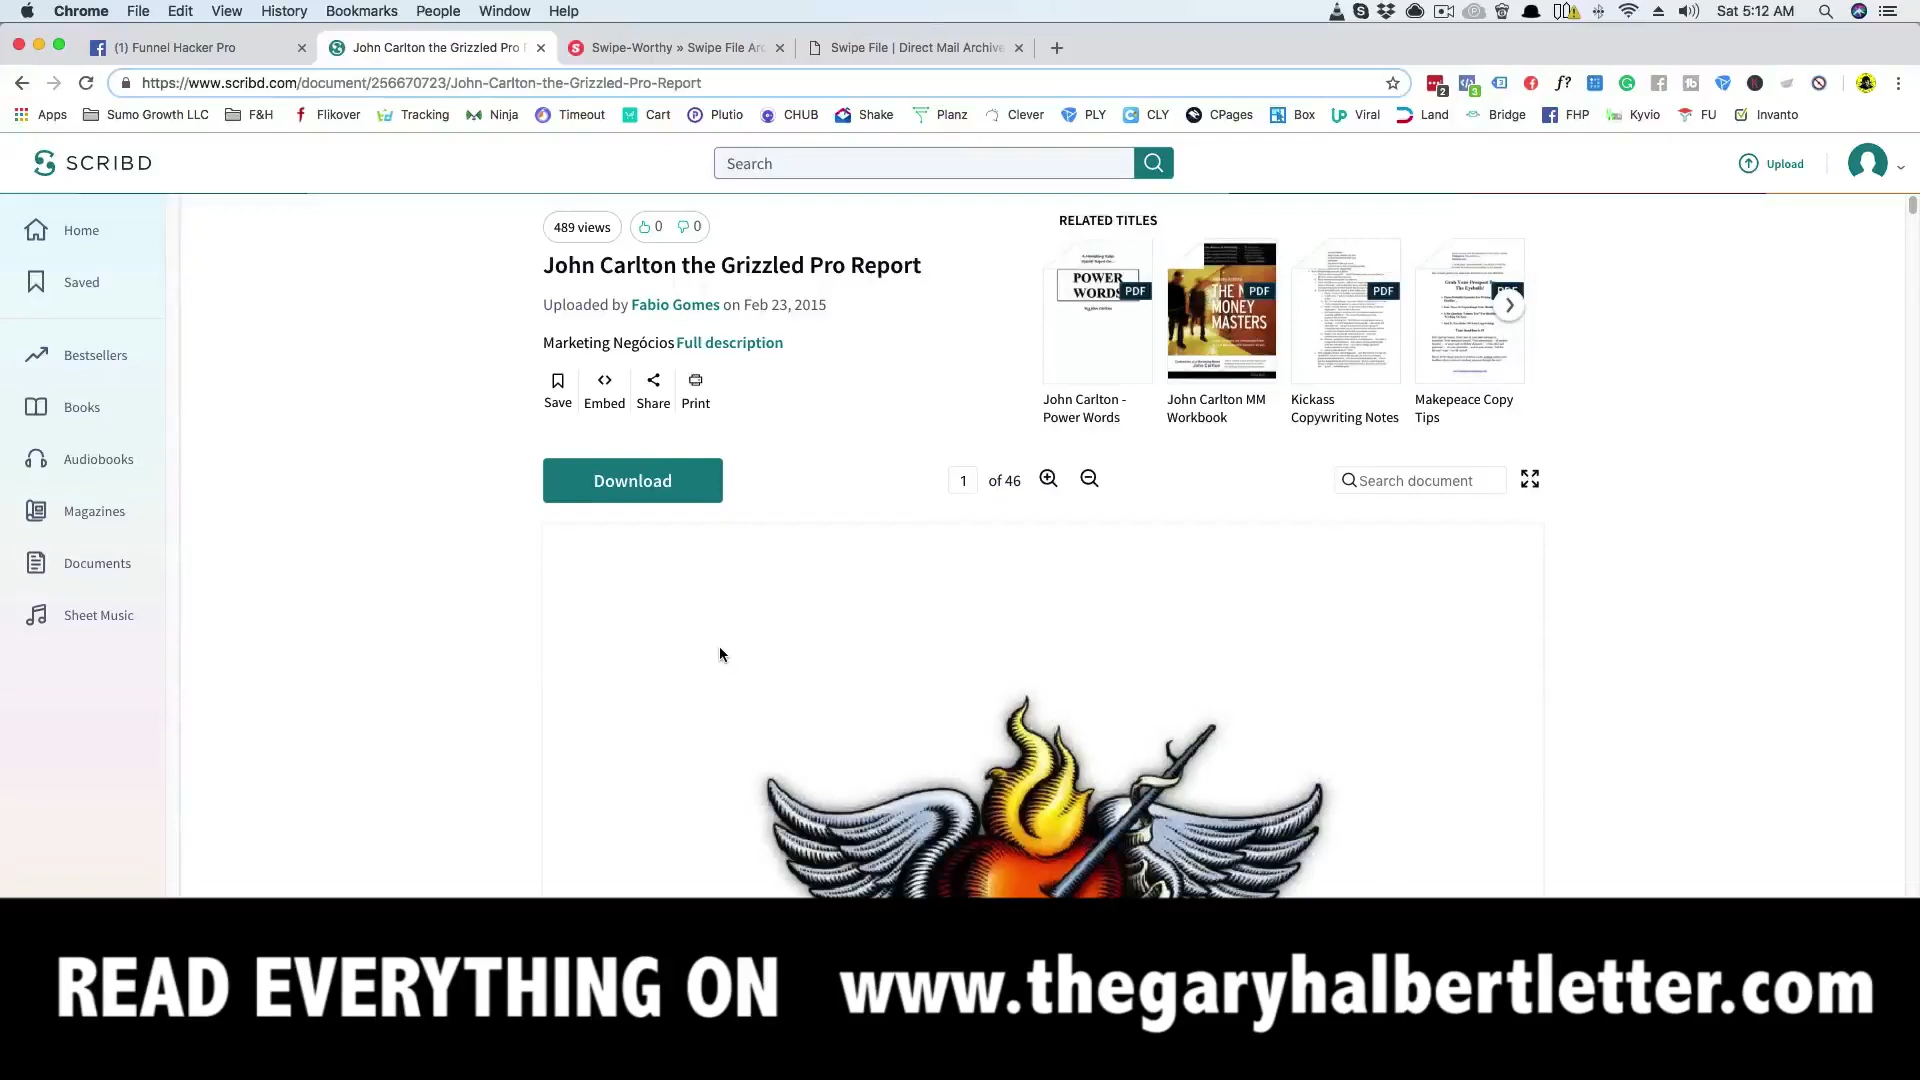 Chrome File Edit View History Bookmarks People Window Help Sat 5:12 AM
(1) Funnel Hacker Pro
John Carlton the Grizzled Pro
Swipe-Worthy » Swipe File Arc
Swipe File | Direct Mail Archive
https://www.scribd.com/document/256670723/John-Carlton-the-Grizzled-Pro-Report
Apps Sumo Growth LLC F&H Flikover Tracking Ninja Timeout Cart Plutio CHUB Shake Planz Clever PLY CLY CPages Box Viral Land Bridge FHP Kyvio FU Invanto
SCRIBD
Search
Upload
Home
Saved
Bestsellers
Books
Audiobooks
Magazines
Documents
Sheet Music
489 views 0 0
John Carlton the Grizzled Pro Report
Uploaded by Fabio Gomes on Feb 23, 2015
Marketing Negócios Full description
Save Embed Share Print
RELATED TITLES
POWER
WORDS
PDF
PDF
MONEY
MASTERS
PDF
John Carlton -
Power Words
John Carlton MM
Workbook
Kickass
Copywriting Notes
Makepeace Copy
Tips
Download
1 of 46
Search document
READ EVERYTHING ON www.thegaryhalbertletter.com